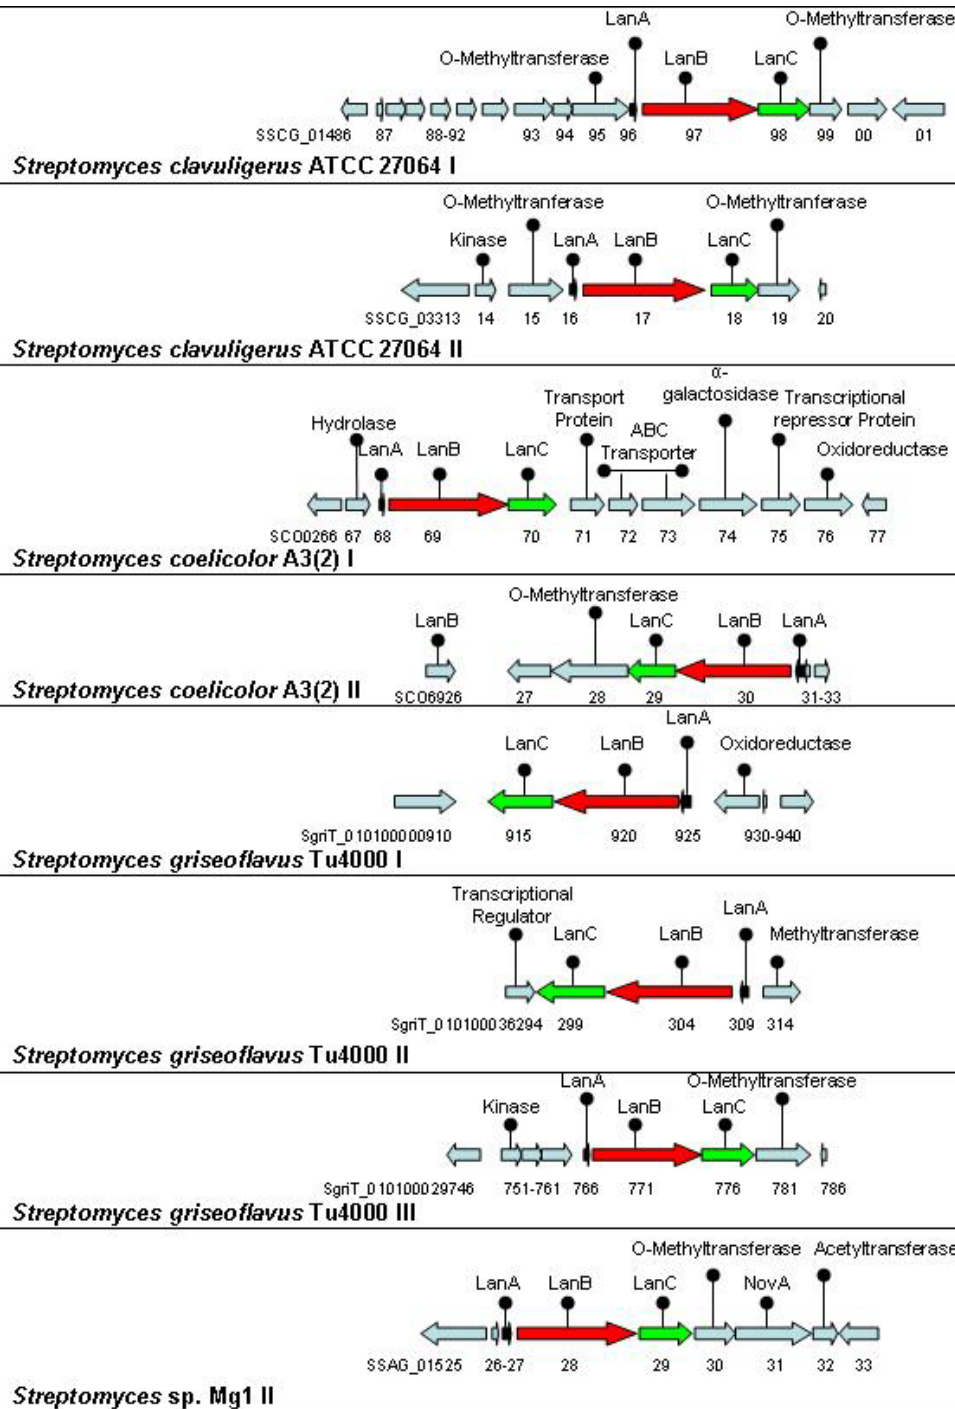 LanA
O-Methyltransferase
O-Methyltransferase
LanB
LanC
SSCG_01486 87 88-92 93 94 95 96 97 98 99 00 01
Streptomyces clavuligerus ATCC 27064 I
O-Methyltranferase
O-Methyltranferase
Kinase
LanA
LanB
LanC
SSCG_03313 14 15 16 17 18 19 20
Streptomyces clavuligerus ATCC 27064 II
α-
galactosidase
Transport
Protein
Transcriptional
repressor Protein
Hydrolase
ABC
Transporter
LanA
LanB
LanC
Oxidoreductase
SCO0266 67 68 69 70 71 72 73 74 75 76 77
Streptomyces coelicolor A3(2) I
O-Methyltransferase
LanB
LanC
LanB
LanA
SCO6926 27 28 29 30 31-33
Streptomyces coelicolor A3(2) II
LanA
LanC
LanB
Oxidoreductase
SgriT_010100000910 915 920 925 930-940
Streptomyces griseoflavus Tu4000 I
Transcriptional
Regulator
LanA
LanC
LanB
Methyltransferase
SgriT_010100036294 299 304 309 314
Streptomyces griseoflavus Tu4000 II
LanA
O-Methyltransferase
Kinase
LanB
LanC
SgriT_010100029746 751-761 766 771 776 781 786
Streptomyces griseoflavus Tu4000 III
O-Methyltransferase
Acetyltransferase
LanA
LanB
LanC
NovA
SSAG_01525 26-27 28 29 30 31 32 33
Streptomyces sp. Mg1 II